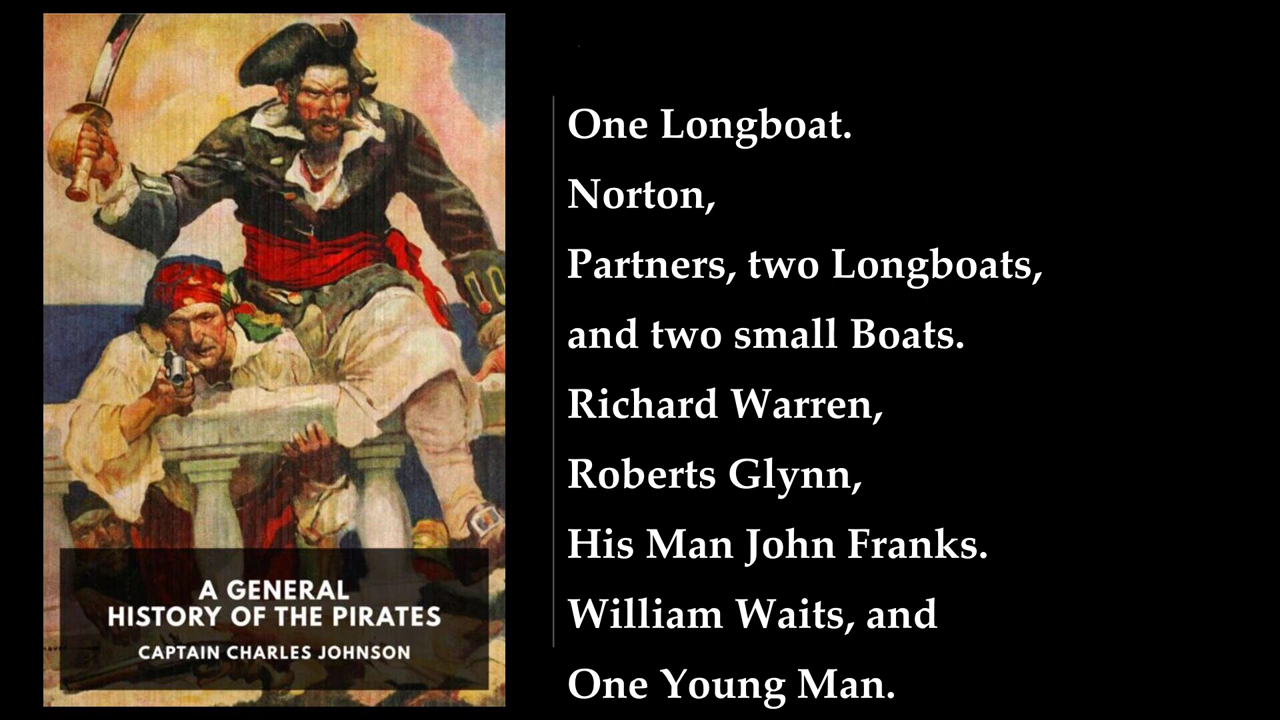 One Longboat.
Norton,
Partners, two Longboats,
and two small Boats.
Richard Warren,
Roberts Glynn,
His Man John Franks.
William Waits, and
One Young Man.
A GENERAL
HISTORY OF THE PIRATES
CAPTAIN CHARLES JOHNSON